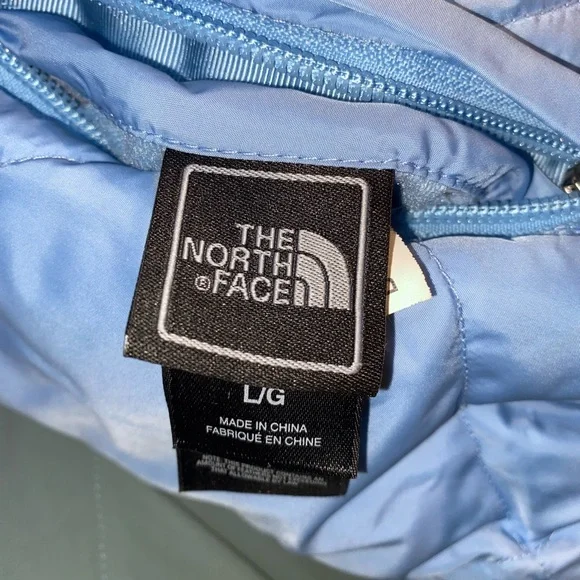 THE
NORTH
®FACE
L/G
MADE IN CHINA
FABRIQUÉ EN CHINE